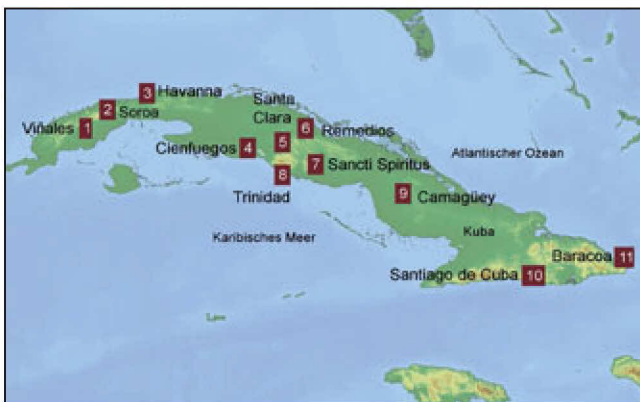 3 Havanna
2 Soroa
Viñales 1
Santa
Clara
6 Remedios
5
Cienfuegos 4
Atlantischer Ozean
7 Sancti Spiritus
8
Trinidad
9 Camagüey
Karibisches Meer
Kuba
Baracoa 11
Santiago de Cuba 10